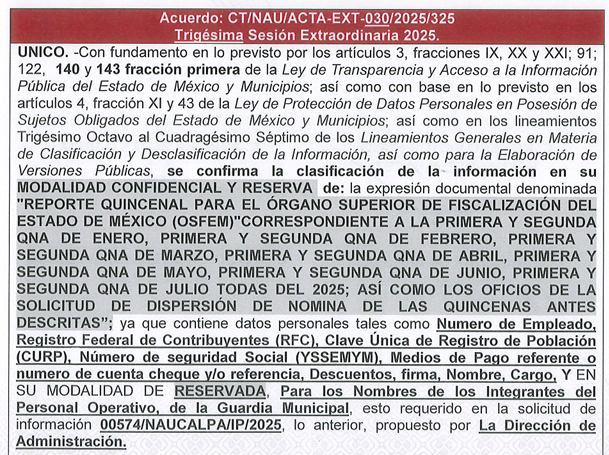 Acuerdo: CT/NAU/ACTA-EXT-030/2025/325
Trigésima Sesión Extraordinaria 2025.
UNICO. -Con fundamento en lo previsto por los artículos 3, fracciones IX, XX y XXI; 91;
122, 140 y 143 fracción primera de la Ley de Transparencia y Acceso a la Información
Pública del Estado de México y Municipios; así como con base en lo previsto en los
artículos 4, fracción XI y 43 de la Ley de Protección de Datos Personales en Posesión de
Sujetos Obligados del Estado de México y Municipios; así como en los lineamientos
Trigésimo Octavo al Cuadragésimo Séptimo de los Lineamientos Generales en Materia
de Clasificación y Desclasificación de la Información, así como para la Elaboración de
Versiones Públicas, se confirma la clasificación de la información en su
MODALIDAD CONFIDENCIAL Y RESERVA de: la expresión documental denominada
"REPORTE QUINCENAL PARA EL ÓRGANO SUPERIOR DE FISCALIZACIÓN DEL
ESTADO DE MÉXICO (OSFEM)"CORRESPONDIENTE A LA PRIMERA Y SEGUNDA
QNA DE ENERO, PRIMERA Y SEGUNDA QNA DE FEBRERO, PRIMERA Y
SEGUNDA QNA DE MARZO, PRIMERA Y SEGUNDA QNA DE ABRIL, PRIMERA Y
SEGUNDA QNA DE MAYO, PRIMERA Y SEGUNDA QNA DE JUNIO, PRIMERA Y
SEGUNDA QNA DE JULIO TODAS DEL 2025; ASÍ COMO LOS OFICIOS DE LA
SOLICITUD DE DISPERSIÓN DE NOMINA DE LAS QUINCENAS ANTES
DESCRITAS”; ya que contiene datos personales tales como Numero de Empleado,
Registro Federal de Contribuyentes (RFC), Clave Única de Registro de Población
(CURP), Número de seguridad Social (YSSEMYM), Medios de Pago referente o
numero de cuenta cheque y/o referencia, Descuentos, firma, Nombre, Cargo, Y EN
SU MODALIDAD DE RESERVADA, Para los Nombres de los Integrantes del
Personal Operativo, de la Guardia Municipal, esto requerido en la solicitud de
información 00574/NAUCALPA/IP/2025, lo anterior, propuesto por La Dirección de
Administración.